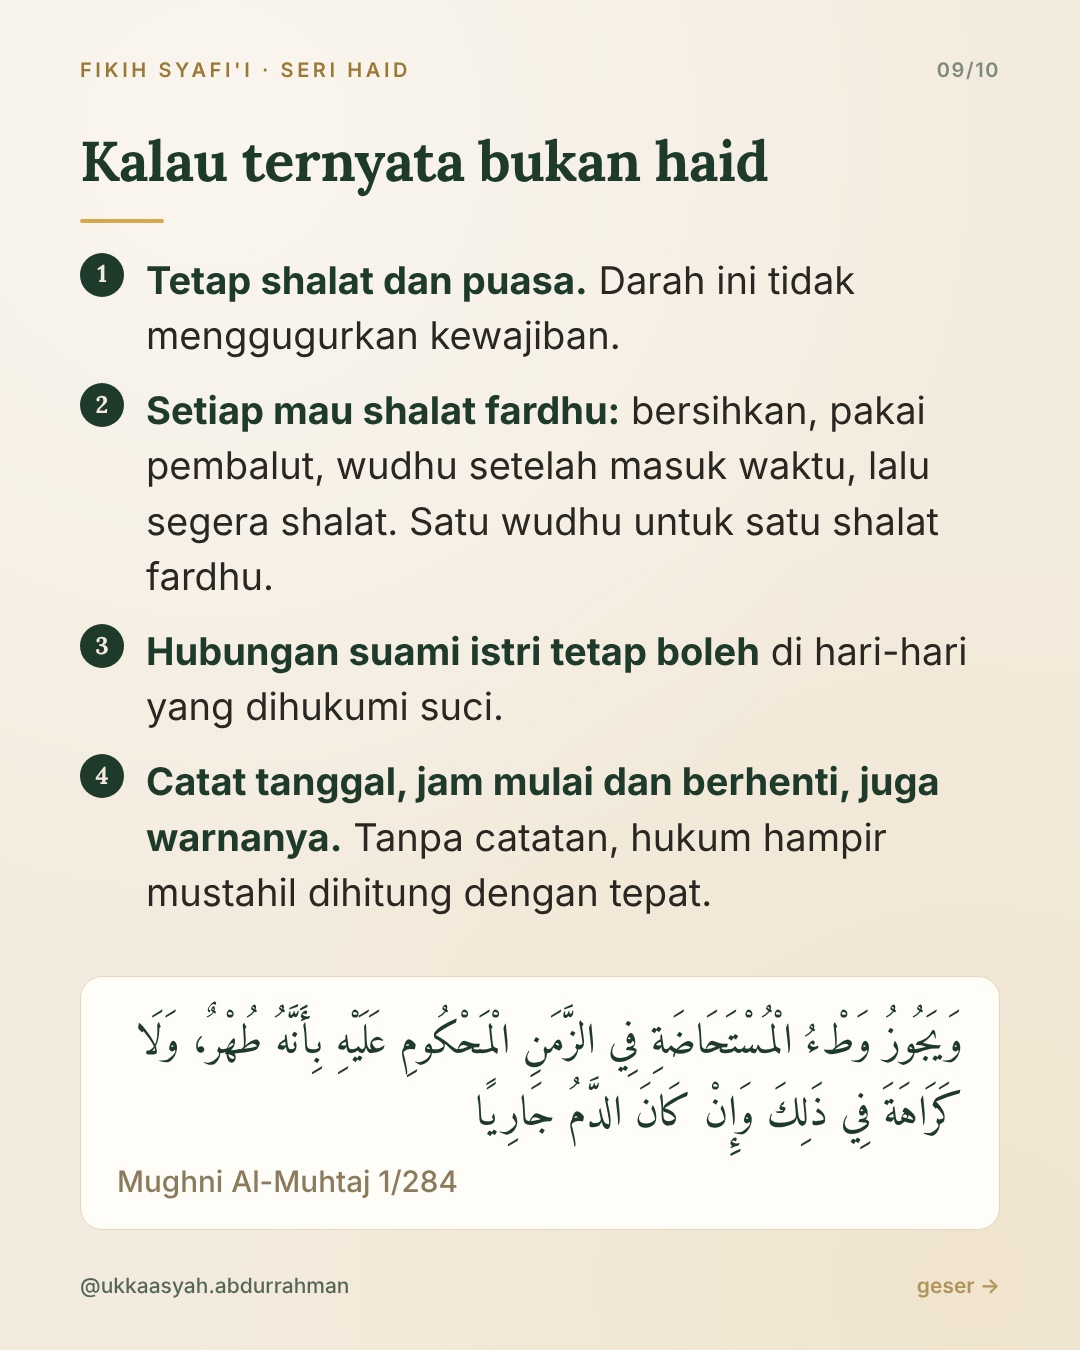 FIKIH SYAFI'I · SERI HAID
09/10
Kalau ternyata bukan haid
1 Tetap shalat dan puasa. Darah ini tidak
menggugurkan kewajiban.
2 Setiap mau shalat fardhu: bersihkan, pakai
pembalut, wudhu setelah masuk waktu, lalu
segera shalat. Satu wudhu untuk satu shalat
fardhu.
3 Hubungan suami istri tetap boleh di hari-hari
yang dihukumi suci.
4 Catat tanggal, jam mulai dan berhenti, juga
warnanya. Tanpa catatan, hukum hampir
mustahil dihitung dengan tepat.
وَيَجُوزُ وَطْءُ الْمُسْتَحَاضَةِ فِي الزَّمَنِ الْمَحْكُومِ عَلَيْهِ بِأَنَّهُ طُهْرٌ، وَلَا
كَرَاهَةَ فِي ذَلِكَ وَإِنْ كَانَ الدَّمُ جَارِيًا
Mughni Al-Muhtaj 1/284
@ukkaasyah.abdurrahman
geser →